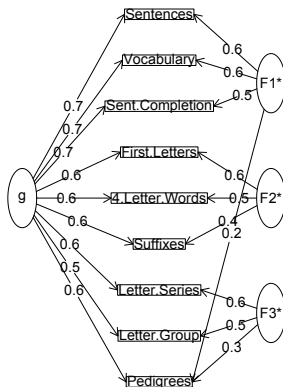 Sentences
Vocabulary
Sent.Completion
First.Letters
4.Letter.Words
Suffixes
Letter.Series
Letter.Group
Pedigrees
g
0.7
0.7
0.7
0.6
0.6
0.6
0.6
0.5
0.6
F1*
0.6
0.6
0.5
0.2
F2*
0.6
0.5
0.4
F3*
0.6
0.5
0.3